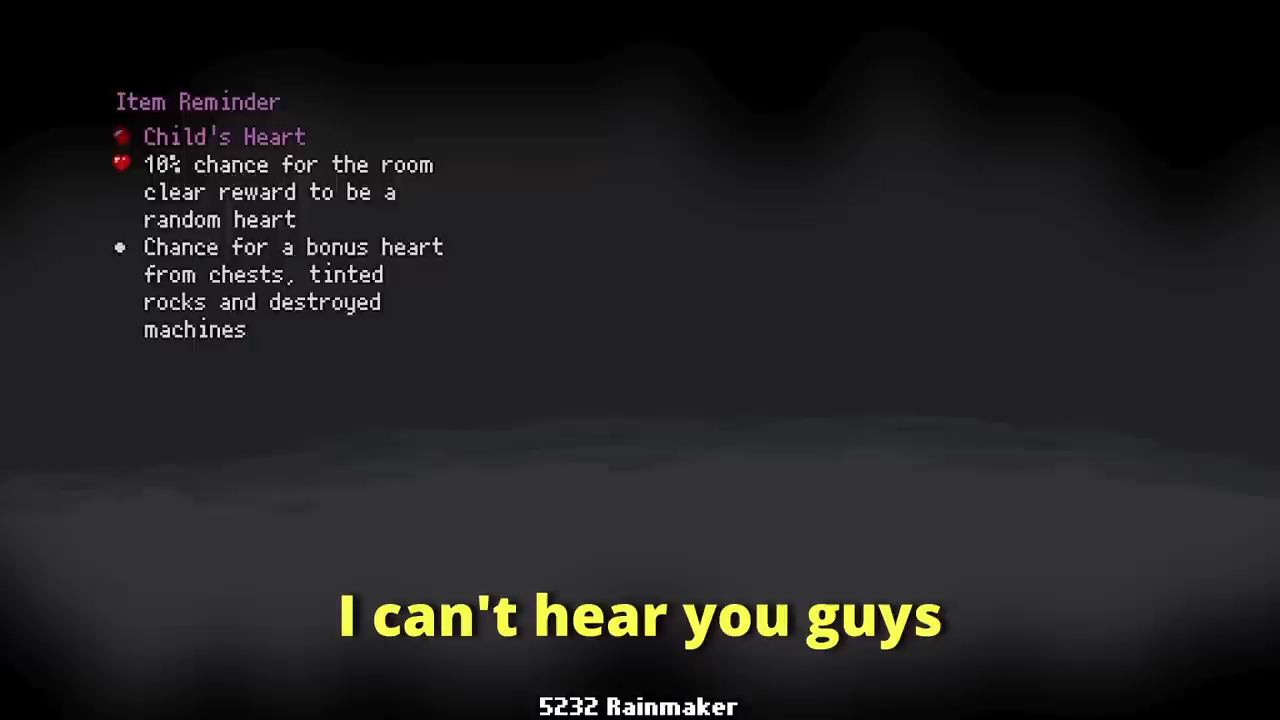 Item Reminder
Child's Heart
10% chance for the room
clear reward to be a
random heart
Chance for a bonus heart
from chests, tinted
rocks and destroyed
machines
I can't hear you guys
5232 Rainmaker